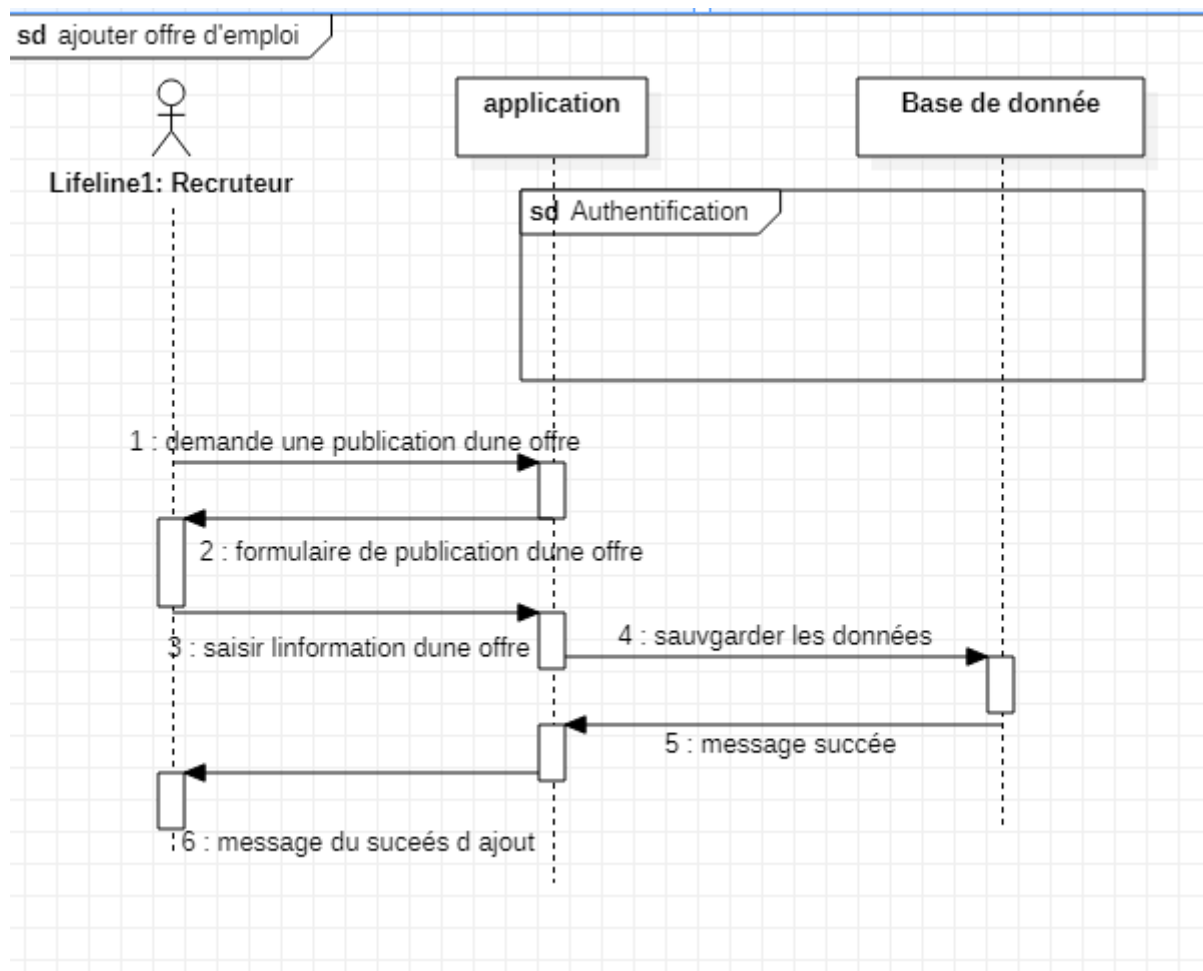 sd ajouter offre d'emploi
application
Base de donnée
Lifeline1: Recruteur
sd Authentification
1 : demande une publication dune offre
2 : formulaire de publication dune offre
3 : saisir linformation dune offre
4 : sauvgarder les données
5 : message succée
6 : message du suceés d ajout